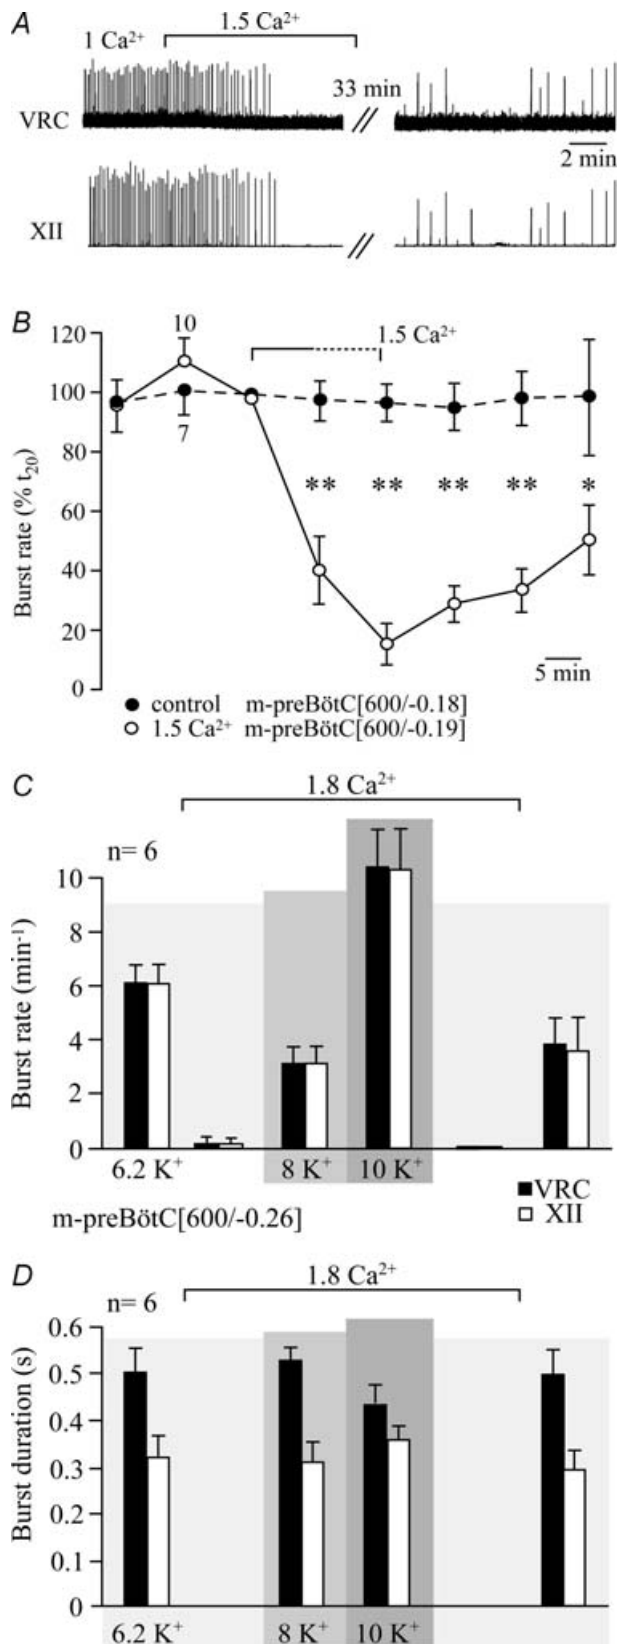 A
1.5 Ca²⁺
1 Ca²⁺
33 min
VRC
2 min
XII
B
120
10
1.5 Ca²⁺
100
80
7
** ** ** ** *
60
40
20
0
5 min
Burst rate (% t₂₀)
● control m-preBötC[600/-0.18]
○ 1.5 Ca²⁺ m-preBötC[600/-0.19]
C
1.8 Ca²⁺
n= 6
10
8
6
4
2
0
Burst rate (min⁻¹)
6.2 K⁺ 8 K⁺ 10 K⁺
VRC
XII
m-preBötC[600/-0.26]
D
1.8 Ca²⁺
n= 6
0.6
0.5
0.4
0.3
0.2
0.1
0
Burst duration (s)
6.2 K⁺ 8 K⁺ 10 K⁺